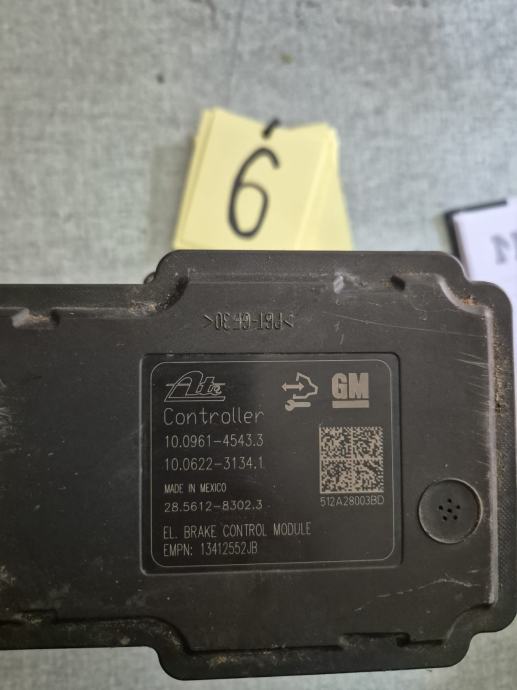 6
>PBT-GF30<
Ate
GM
Controller
10.0961-4543.3
10.0622-3134.1
MADE IN MEXICO
28.5612-8302.3
512A28003BD
EL. BRAKE CONTROL MODULE
EMPN: 13412552JB